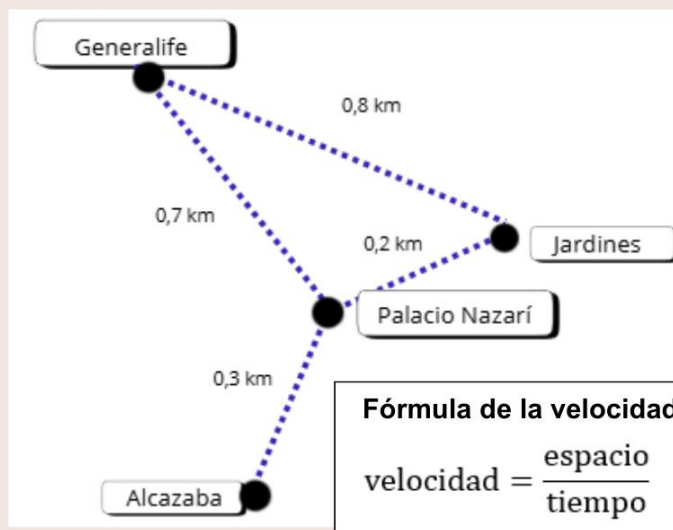 Generalife
0,8 km
0,7 km
0,2 km
Jardines
Palacio Nazarí
0,3 km
Fórmula de la velocidad
velocidad = espacio / tiempo
Alcazaba